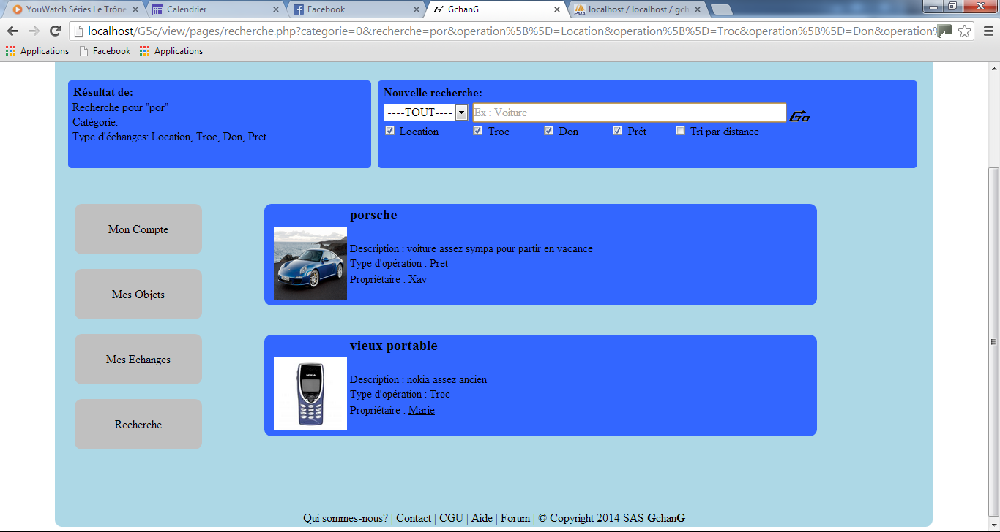 YouWatch Séries Le Trône
Calendrier
Facebook
GchanG
localhost / localhost / gch
localhost/G5c/view/pages/recherche.php?categorie=0&recherche=por&operation%5B%5D=Location&operation%5B%5D=Troc&operation%5B%5D=Don&operation%
Applications Facebook Applications
Résultat de:
Recherche pour "por"
Catégorie:
Type d'échanges: Location, Troc, Don, Pret
Nouvelle recherche:
----TOUT---- Ex : Voiture Go
Location Troc Don Prét Tri par distance
Mon Compte
Mes Objets
Mes Echanges
Recherche
porsche
Description : voiture assez sympa pour partir en vacance
Type d'opération : Pret
Propriétaire : Xav
vieux portable
NOKIA
Description : nokia assez ancien
Type d'opération : Troc
Propriétaire : Marie
Qui sommes-nous? | Contact | CGU | Aide | Forum | © Copyright 2014 SAS GchanG